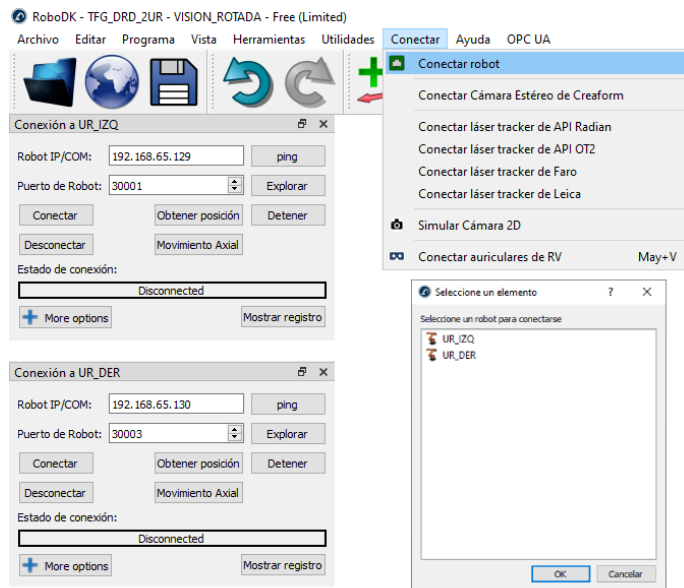 RoboDK - TFG_DRD_2UR - VISION_ROTADA - Free (Limited)
Archivo Editar Programa Vista Herramientas Utilidades Conectar Ayuda OPC UA
Conectar robot
Conectar Cámara Estéreo de Creaform
Conectar láser tracker de API Radian
Conectar láser tracker de API OT2
Conectar láser tracker de Faro
Conectar láser tracker de Leica
Simular Cámara 2D
Conectar auriculares de RV May+V
Conexión a UR_IZQ
Robot IP/COM: 192.168.65.129 ping
Puerto de Robot: 30001 Explorar
Conectar Obtener posición Detener
Desconectar Movimiento Axial
Estado de conexión:
Disconnected
More options Mostrar registro
Conexión a UR_DER
Robot IP/COM: 192.168.65.130 ping
Puerto de Robot: 30003 Explorar
Conectar Obtener posición Detener
Desconectar Movimiento Axial
Estado de conexión:
Disconnected
More options Mostrar registro
Seleccione un elemento ?
Seleccione un robot para conectarse
UR_IZQ
UR_DER
OK Cancelar